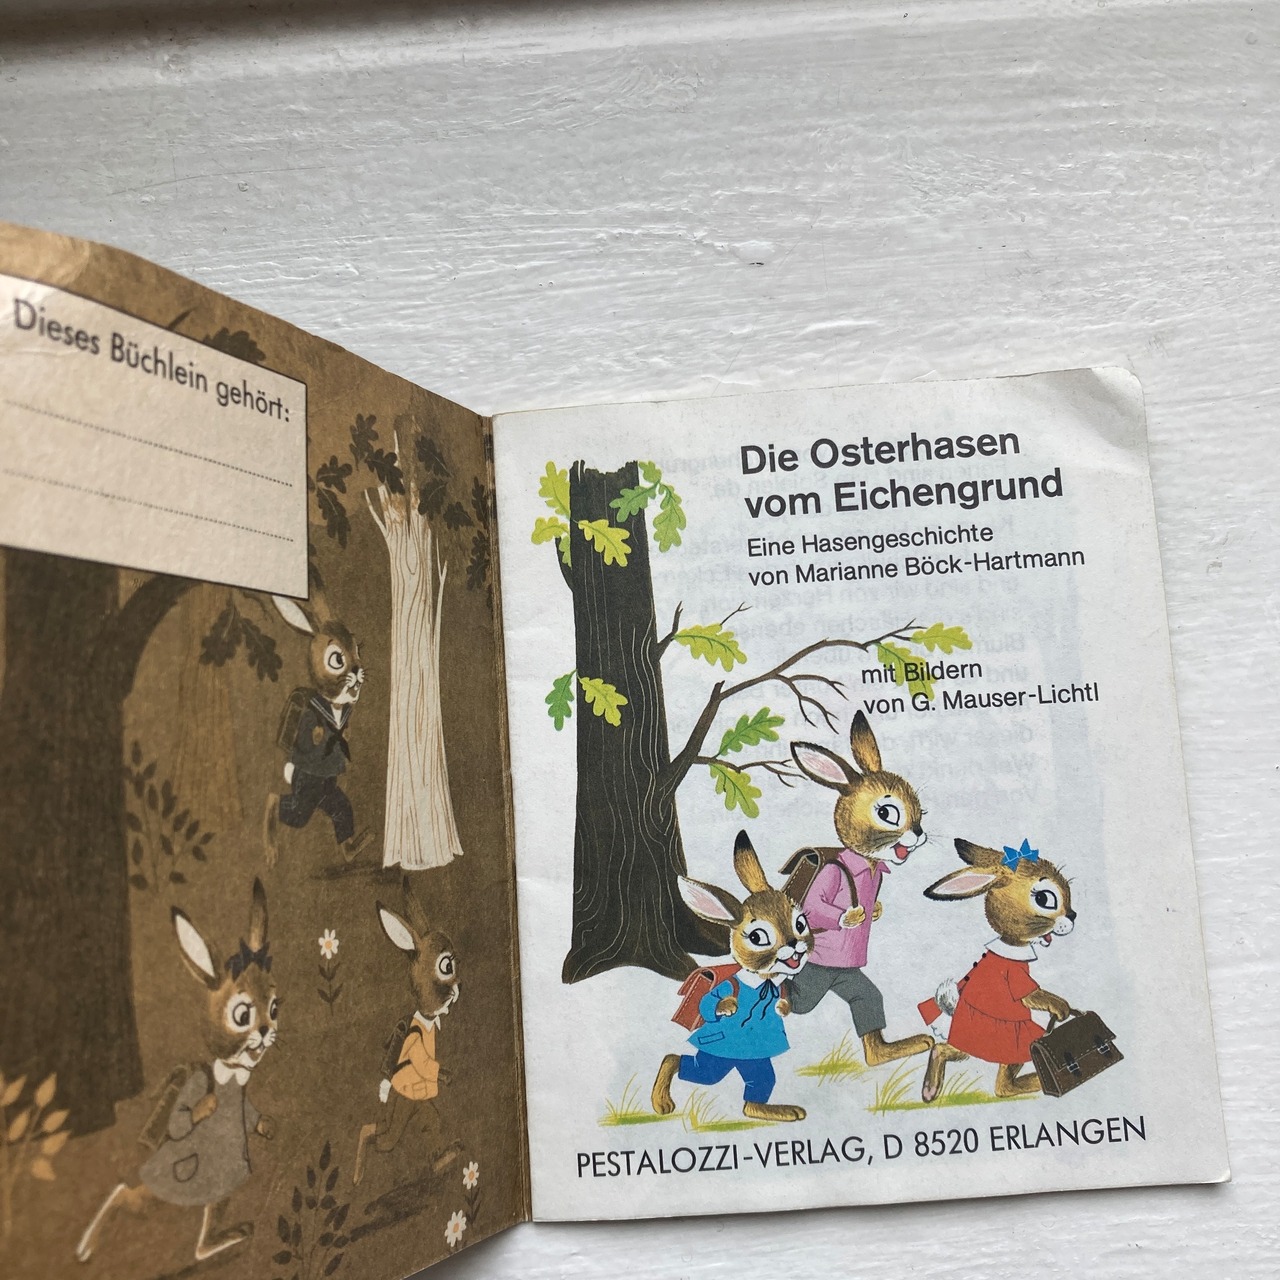 Dieses Büchlein gehört:
Die Osterhasen
vom Eichengrund
Eine Hasengeschichte
von Marianne Böck-Hartmann
mit Bildern
von G. Mauser-Lichtl
PESTALOZZI-VERLAG, D 8520 ERLANGEN